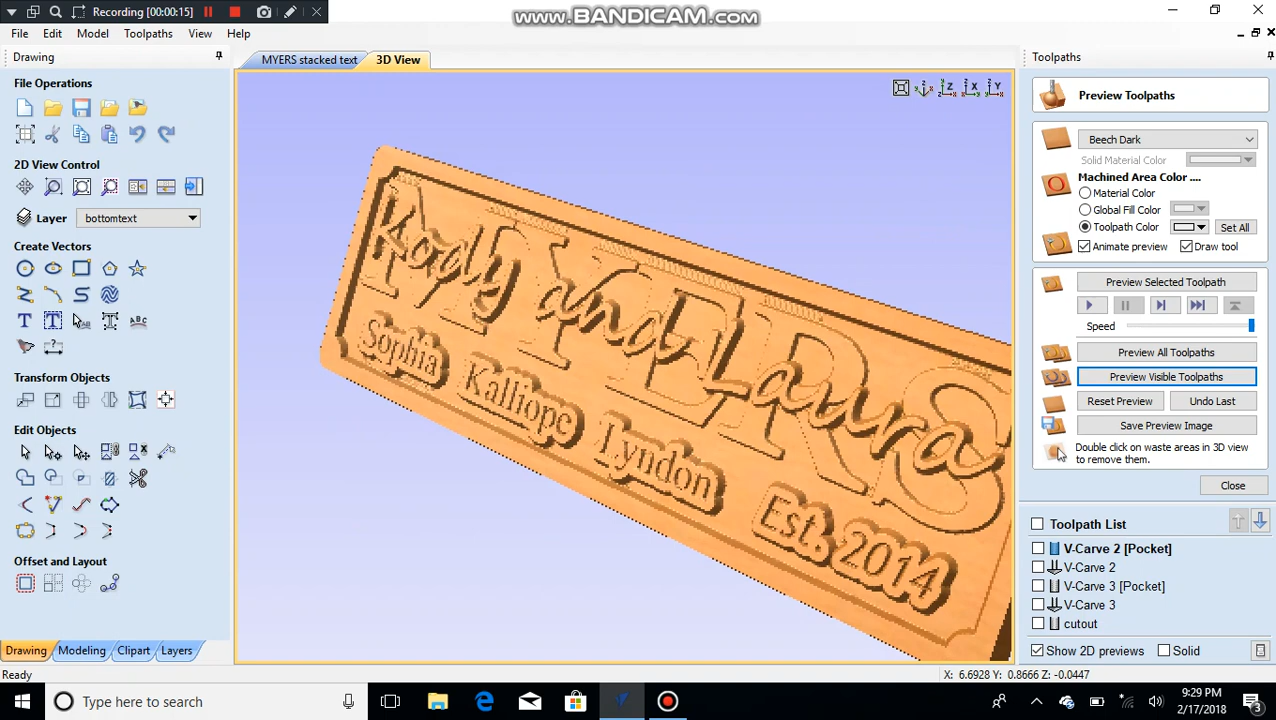 Recording [00:00:15]
www.BANDICAM.com
File Edit Model Toolpaths View Help
Drawing
MYERS stacked text
3D View
Toolpaths
File Operations
2D View Control
Layer bottomtext
Create Vectors
Transform Objects
Edit Objects
Offset and Layout
Drawing Modeling Clipart Layers
Ready
MYERS
Kody and Laura
Sophia Kalliope Lyndon Est. 2014
Z X Y
Preview Toolpaths
Beech Dark
Solid Material Color
Machined Area Color ....
Material Color
Global Fill Color
Toolpath Color Set All
Animate preview Draw tool
Preview Selected Toolpath
Speed
Preview All Toolpaths
Preview Visible Toolpaths
Reset Preview Undo Last
Save Preview Image
Double click on waste areas in 3D view
to remove them.
Close
Toolpath List
V-Carve 2 [Pocket]
V-Carve 2
V-Carve 3 [Pocket]
V-Carve 3
cutout
Show 2D previews Solid
X: 6.6928 Y: 0.8666 Z: -0.0447
Type here to search
9:29 PM
2/17/2018
3